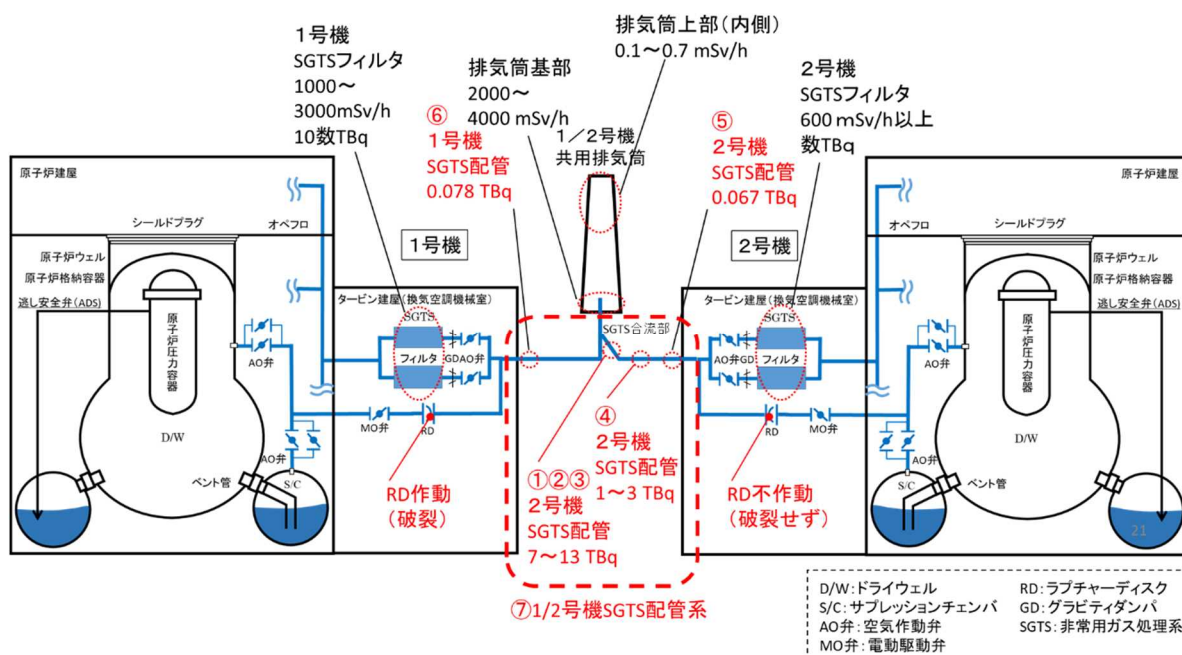 1号機
SGTSフィルタ
1000～
3000mSv/h
10数TBq
排気筒基部
2000～
4000 mSv/h
排気筒上部(内側)
0.1～0.7 mSv/h
2号機
SGTSフィルタ
600 mSv/h以上
数TBq
⑥
1号機
SGTS配管
0.078 TBq
1／2号機
共用排気筒
⑤
2号機
SGTS配管
0.067 TBq
原子炉建屋
シールドプラグ
オペフロ
原子炉ウェル
原子炉格納容器
逃し安全弁(ADS)
原子炉圧力容器
AO弁
D/W
AO弁
S/C
ベント管
1号機
タービン建屋(換気空調機械室)
SGTS
フィルタ
GD
AO弁
MO弁
RD
RD作動
(破裂)
SGTS合流部
①②③
2号機
SGTS配管
7～13 TBq
④
2号機
SGTS配管
1～3 TBq
⑦1/2号機SGTS配管系
2号機
タービン建屋(換気空調機械室)
SGTS
AO弁
GD
フィルタ
RD
MO弁
RD不作動
(破裂せず)
原子炉建屋
シールドプラグ
オペフロ
原子炉ウェル
原子炉格納容器
逃し安全弁(ADS)
原子炉圧力容器
AO弁
D/W
AO弁
S/C
ベント管
21
D/W:ドライウェル
S/C:サプレッションチェンバ
AO弁:空気作動弁
MO弁:電動駆動弁
RD:ラプチャーディスク
GD:グラビティダンパ
SGTS:非常用ガス処理系